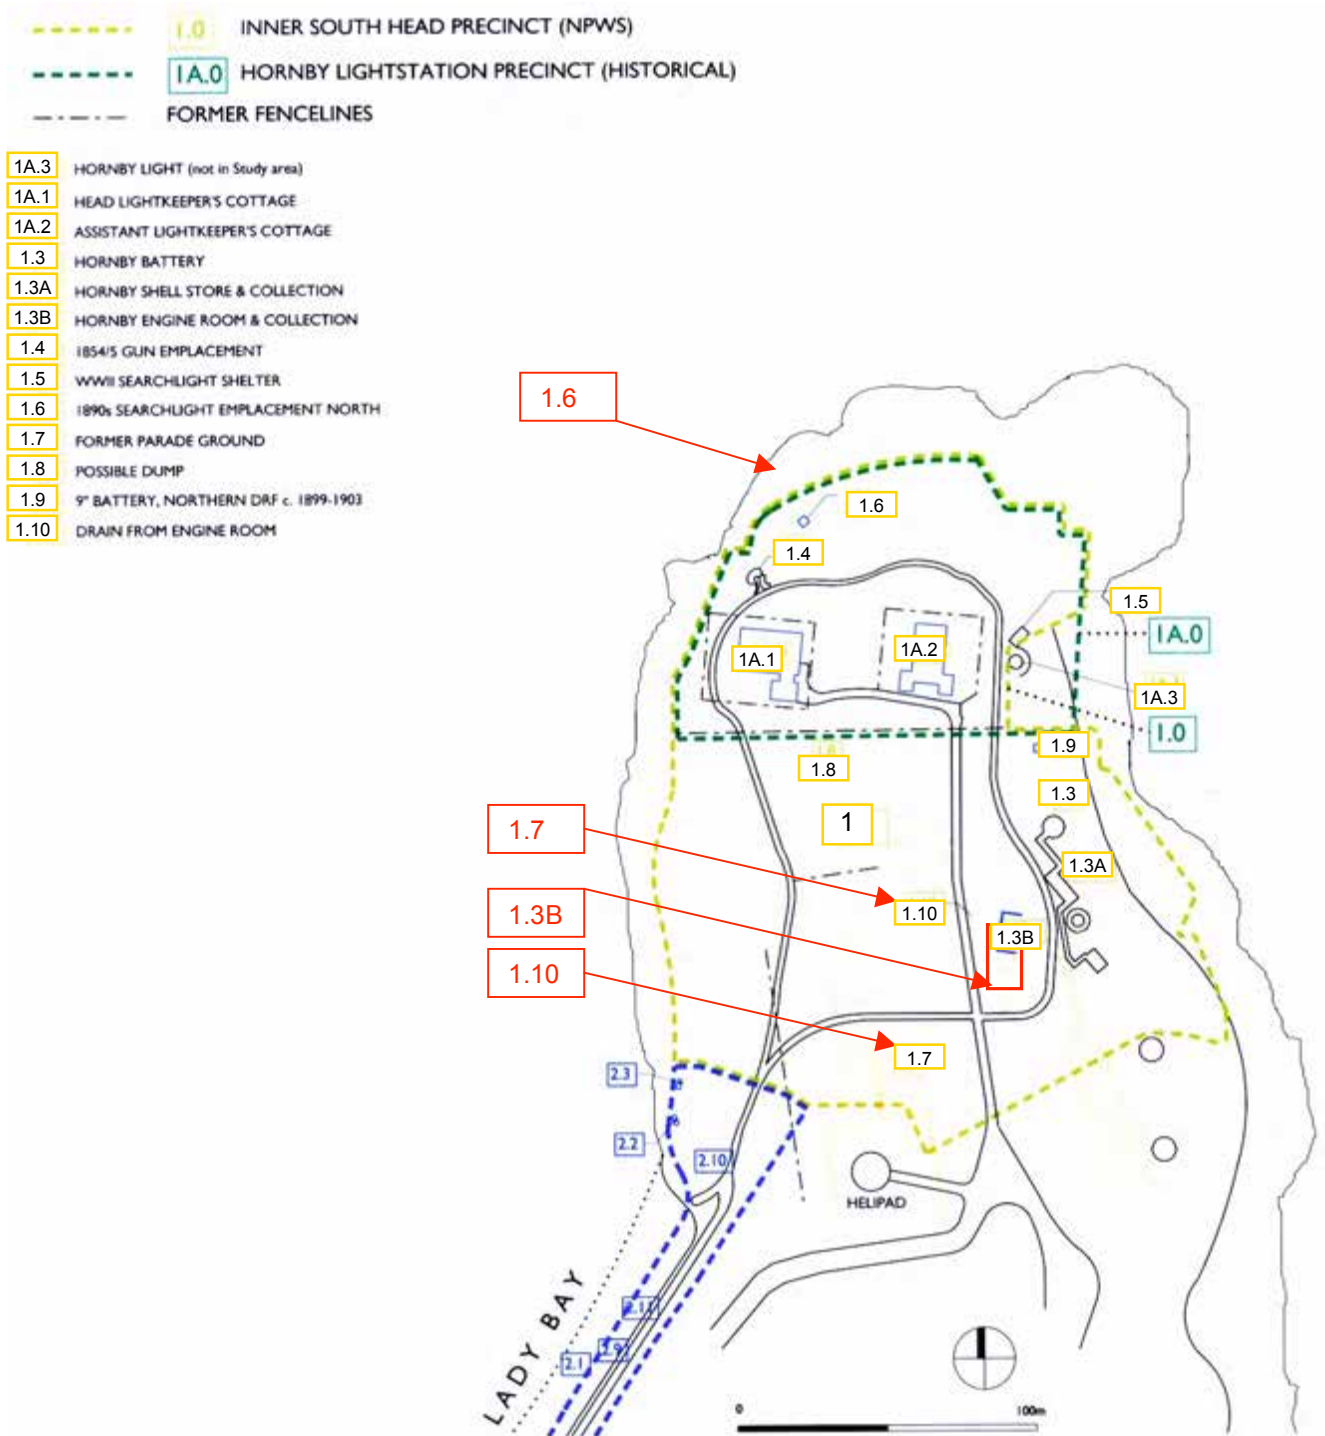 1.0 INNER SOUTH HEAD PRECINCT (NPWS)
1A.0 HORNBY LIGHTSTATION PRECINCT (HISTORICAL)
FORMER FENCELINES
1A.3 HORNBY LIGHT (not in Study area)
1A.1 HEAD LIGHTKEEPER'S COTTAGE
1A.2 ASSISTANT LIGHTKEEPER'S COTTAGE
1.3 HORNBY BATTERY
1.3A HORNBY SHELL STORE & COLLECTION
1.3B HORNBY ENGINE ROOM & COLLECTION
1.4 1854/5 GUN EMPLACEMENT
1.5 WWII SEARCHLIGHT SHELTER
1.6 1890s SEARCHLIGHT EMPLACEMENT NORTH
1.7 FORMER PARADE GROUND
1.8 POSSIBLE DUMP
1.9 9" BATTERY, NORTHERN DRF c. 1899-1903
1.10 DRAIN FROM ENGINE ROOM
1.6
1.6
1.4
1.5
1A.0
1A.1
1A.2
1A.3
1.0
1.9
1.8
1.3
1.7
1
1.3A
1.3B
1.10
1.3B
1.10
1.7
2.3
2.2
2.10
HELIPAD
LADY BAY
2.11
2.9
2.1
0 100m